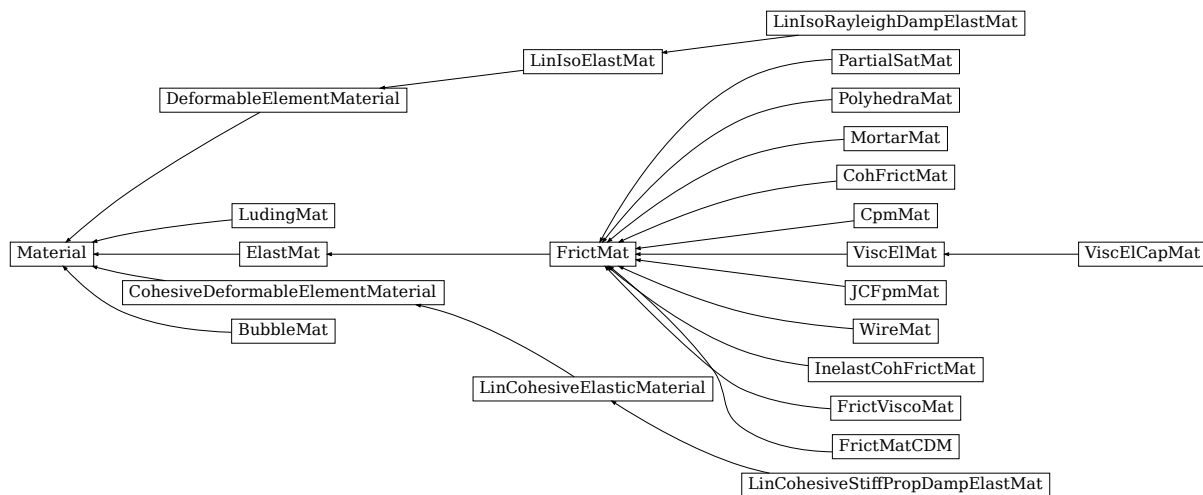 LinIsoRayleighDampElastMat
LinIsoElastMat
PartialSatMat
DeformableElementMaterial
PolyhedraMat
MortarMat
CohFrictMat
LudingMat
CpmMat
Material
ElastMat
FrictMat
ViscElMat
ViscElCapMat
CohesiveDeformableElementMaterial
JCFpmMat
BubbleMat
WireMat
InelastCohFrictMat
LinCohesiveElasticMaterial
FrictViscoMat
FrictMatCDM
LinCohesiveStiffPropDampElastMat